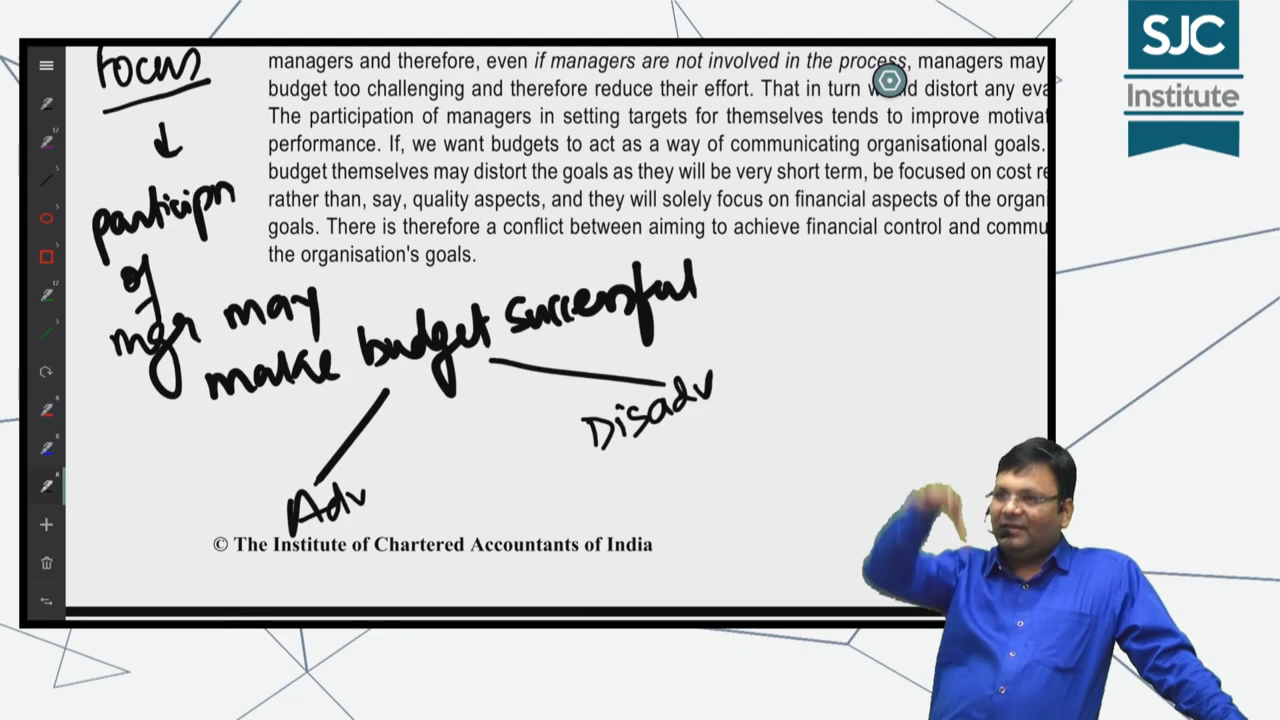 Focus
managers and therefore, even if managers are not involved in the process, managers may
budget too challenging and therefore reduce their effort. That in turn would distort any eva
The participation of managers in setting targets for themselves tends to improve motivat
performance. If, we want budgets to act as a way of communicating organisational goals.
budget themselves may distort the goals as they will be very short term, be focused on cost re
rather than, say, quality aspects, and they will solely focus on financial aspects of the organi
goals. There is therefore a conflict between aiming to achieve financial control and commu
the organisation's goals.
participn
of
mgr may
make budget successful
Adv
Disadv
© The Institute of Chartered Accountants of India
SJC
Institute